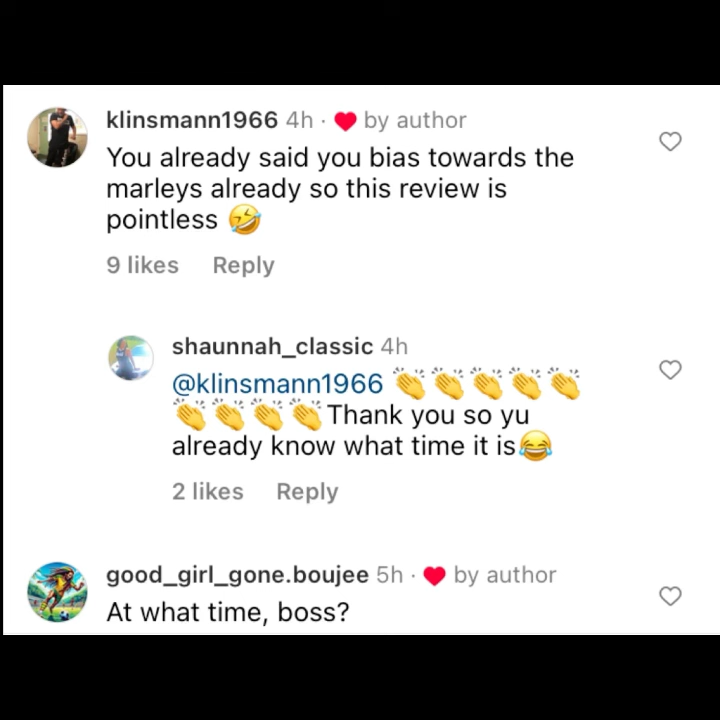 klinsmann1966 4h · ❤️ by author
You already said you bias towards the
marleys already so this review is
pointless 🤣
9 likes Reply
shaunnah_classic 4h
@klinsmann1966 👏👏👏👏👏
👏👏👏👏Thank you so yu
already know what time it is😂
2 likes Reply
good_girl_gone.boujee 5h · ❤️ by author
At what time, boss?